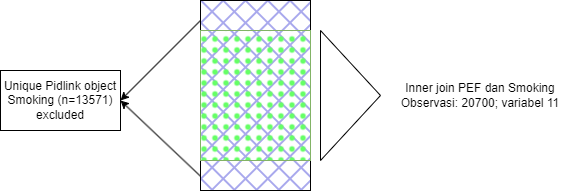 Unique Pidlink object
Smoking (n=13571)
excluded
Inner join PEF dan Smoking
Observasi: 20700; variabel 11